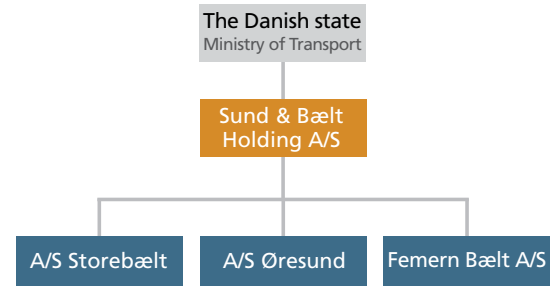 The Danish state
Ministry of Transport
Sund & Bælt
Holding A/S
A/S Storebælt
A/S Øresund
Femern Bælt A/S